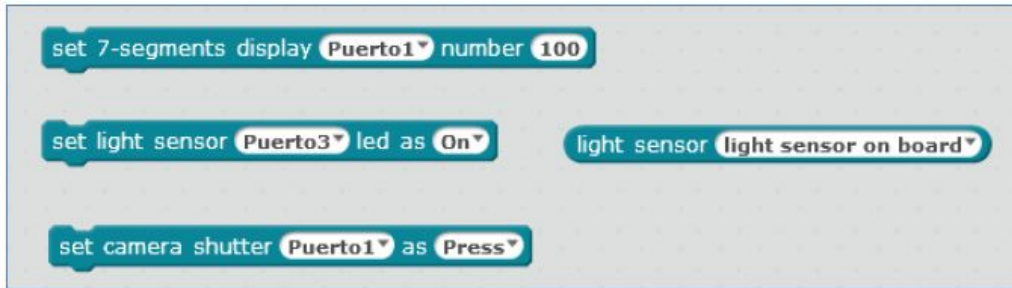 set 7-segments display Puerto1 number 100
set light sensor Puerto3 led as On
light sensor light sensor on board
set camera shutter Puerto1 as Press